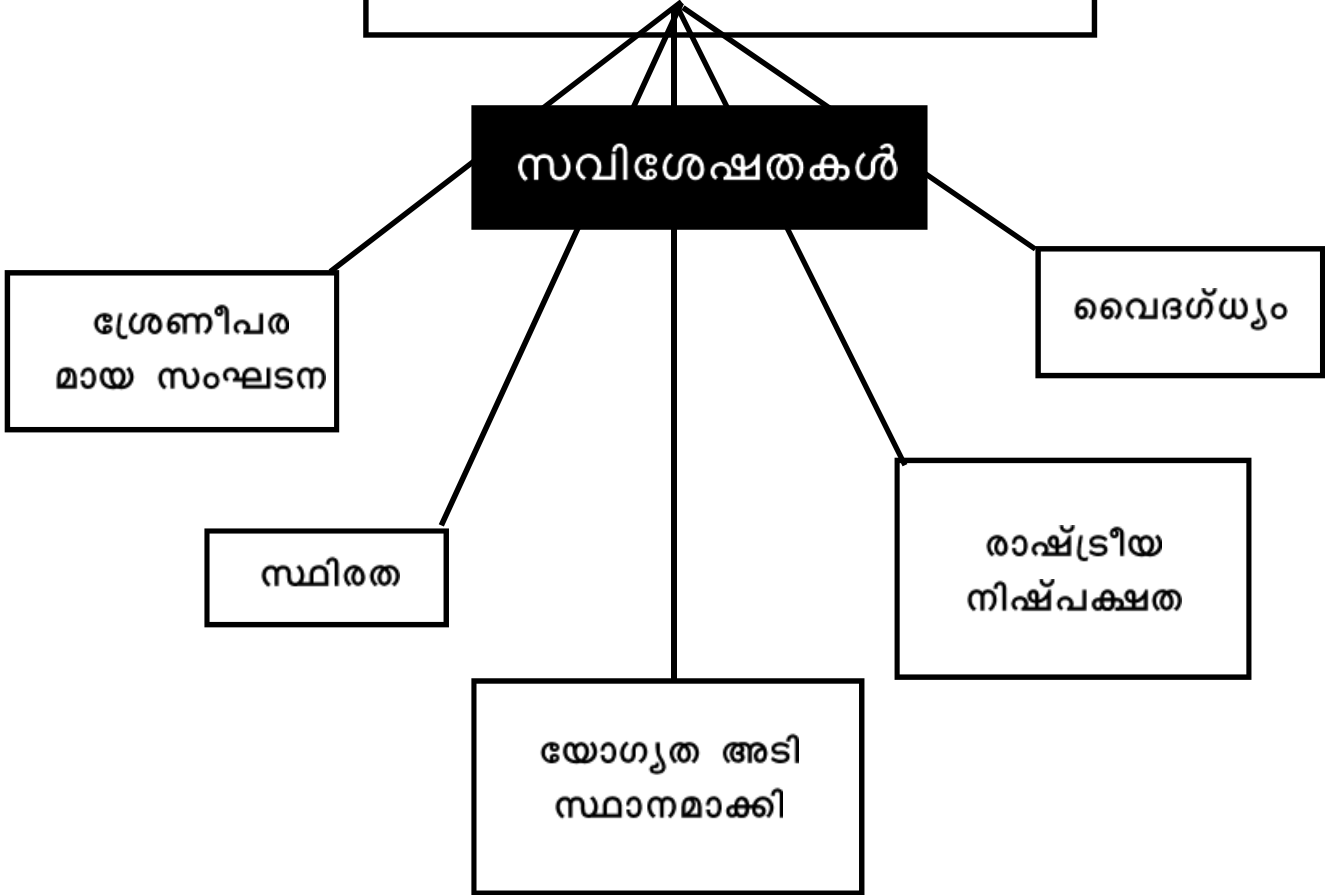 സവിശേഷതകൾ
ശ്രേണീപര
മായ സംഘടന
വൈദഗ്ധ്യം
സ്ഥിരത
രാഷ്ട്രീയ
നിഷ്പക്ഷത
യോഗ്യത അടി
സ്ഥാനമാക്കി